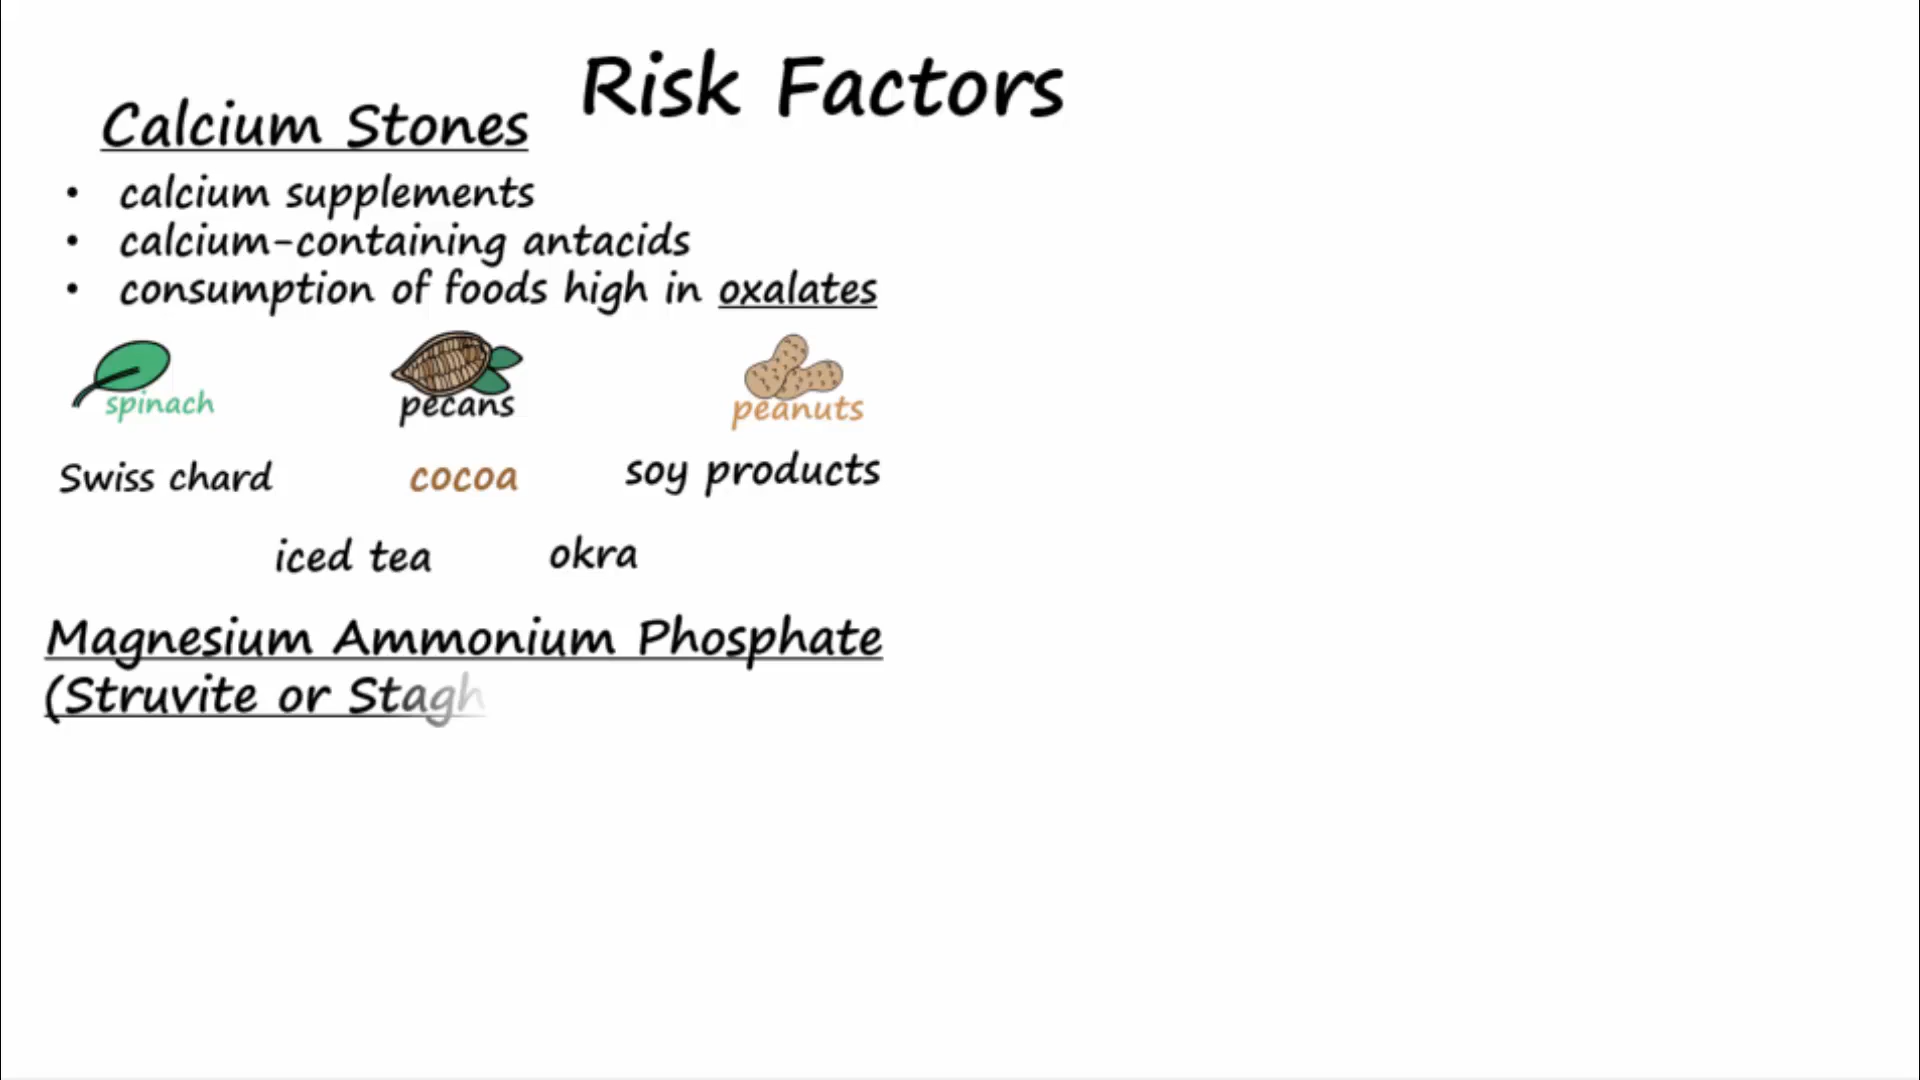 Risk Factors
Calcium Stones
• calcium supplements
• calcium-containing antacids
• consumption of foods high in oxalates
spinach
pecans
peanuts
Swiss chard
cocoa
soy products
iced tea
okra
Magnesium Ammonium Phosphate
(Struvite or Stagh